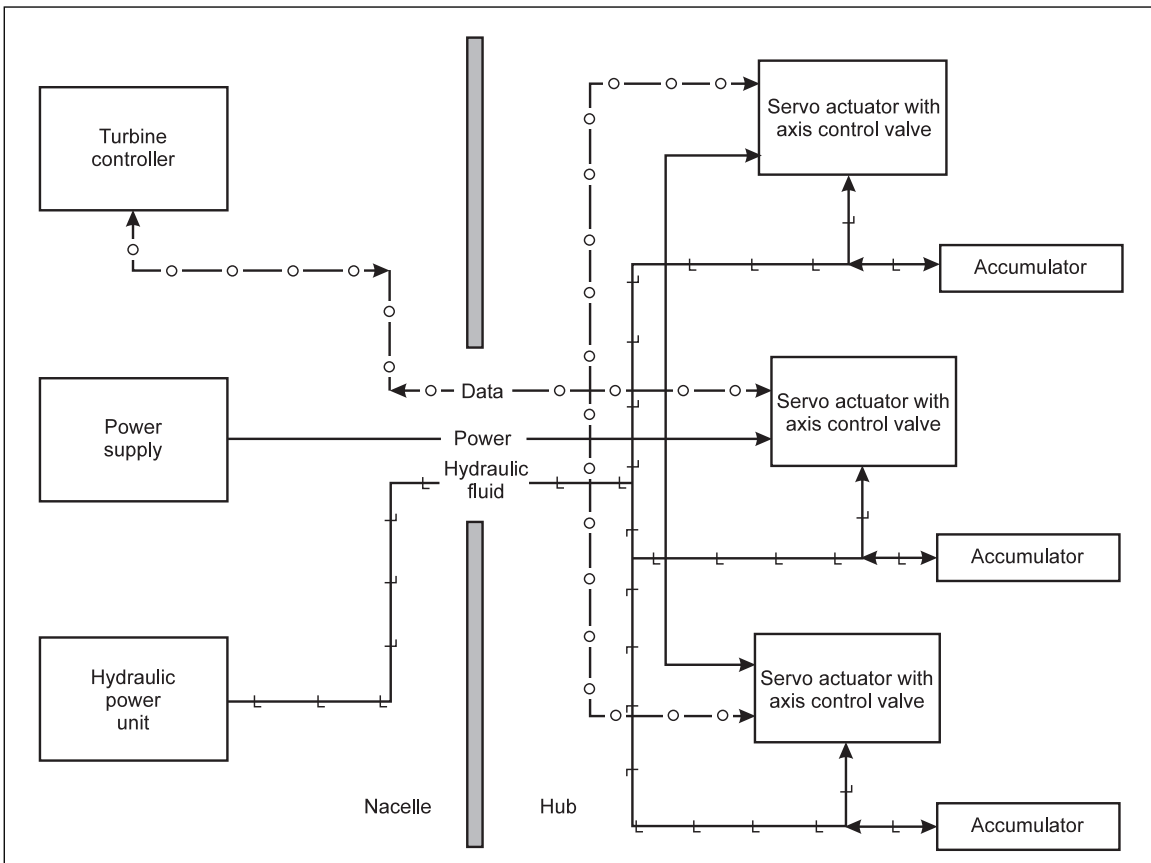 Turbine
controller
Power
supply
Hydraulic
power
unit
Nacelle
Data
Power
Hydraulic
fluid
Hub
Servo actuator with
axis control valve
Accumulator
Servo actuator with
axis control valve
Accumulator
Servo actuator with
axis control valve
Accumulator